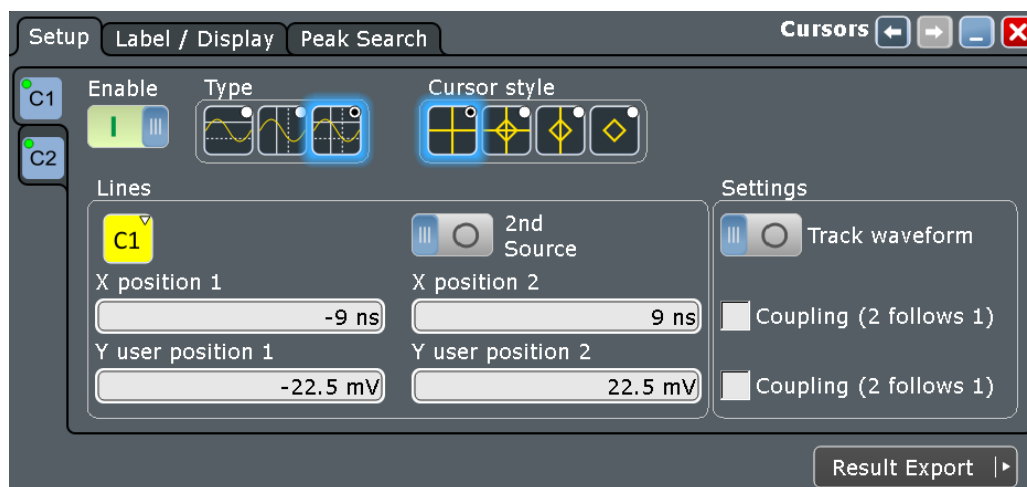 Setup Label / Display Peak Search Cursors
C1 Enable Type Cursor style
C2
Lines Settings
C1 2nd Source Track waveform
X position 1 X position 2
-9 ns 9 ns Coupling (2 follows 1)
Y user position 1 Y user position 2
-22.5 mV 22.5 mV Coupling (2 follows 1)
Result Export